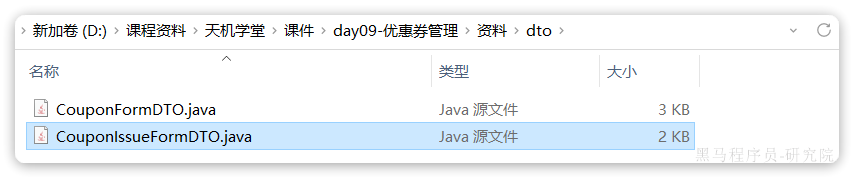 新加卷 (D:) › 课程资料 › 天机学堂 › 课件 › day09-优惠券管理 › 资料 › dto ›
名称 类型 大小
CouponFormDTO.java Java 源文件 3 KB
CouponIssueFormDTO.java Java 源文件 2 KB
黑马程序员-研究院